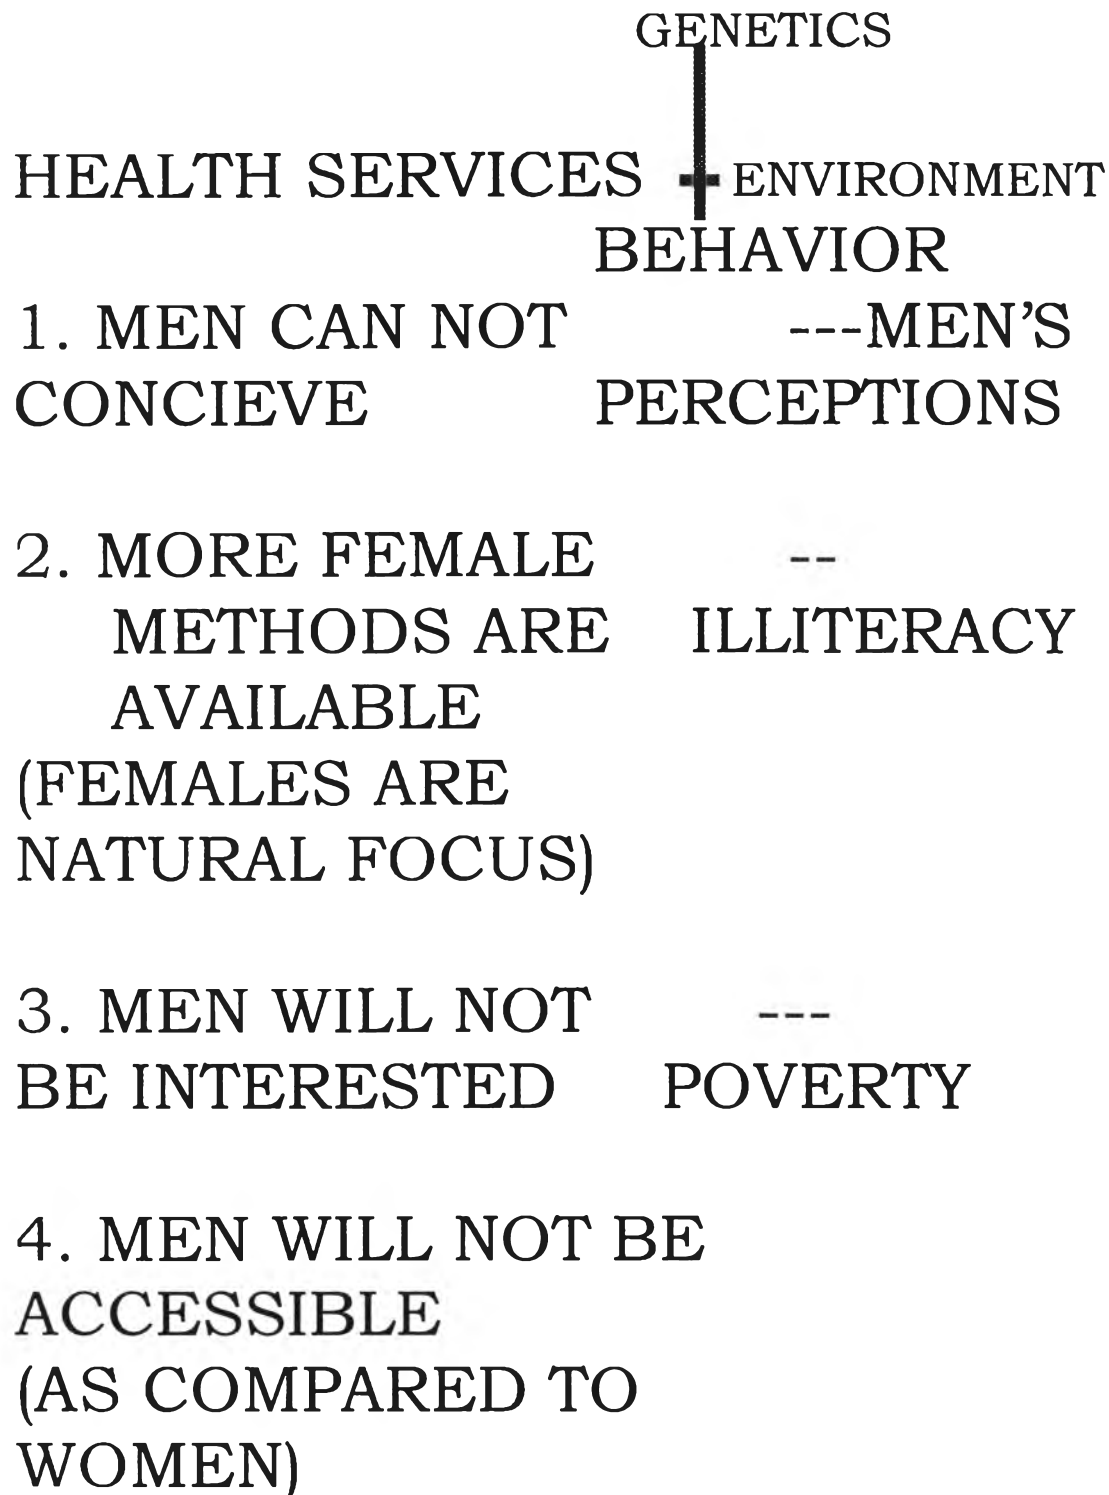 GENETICS
HEALTH SERVICES ENVIRONMENT
BEHAVIOR
1. MEN CAN NOT ---MEN'S
CONCIEVE PERCEPTIONS
2. MORE FEMALE --
METHODS ARE ILLITERACY
AVAILABLE
(FEMALES ARE
NATURAL FOCUS)
3. MEN WILL NOT ---
BE INTERESTED POVERTY
4. MEN WILL NOT BE
ACCESSIBLE
(AS COMPARED TO
WOMEN)